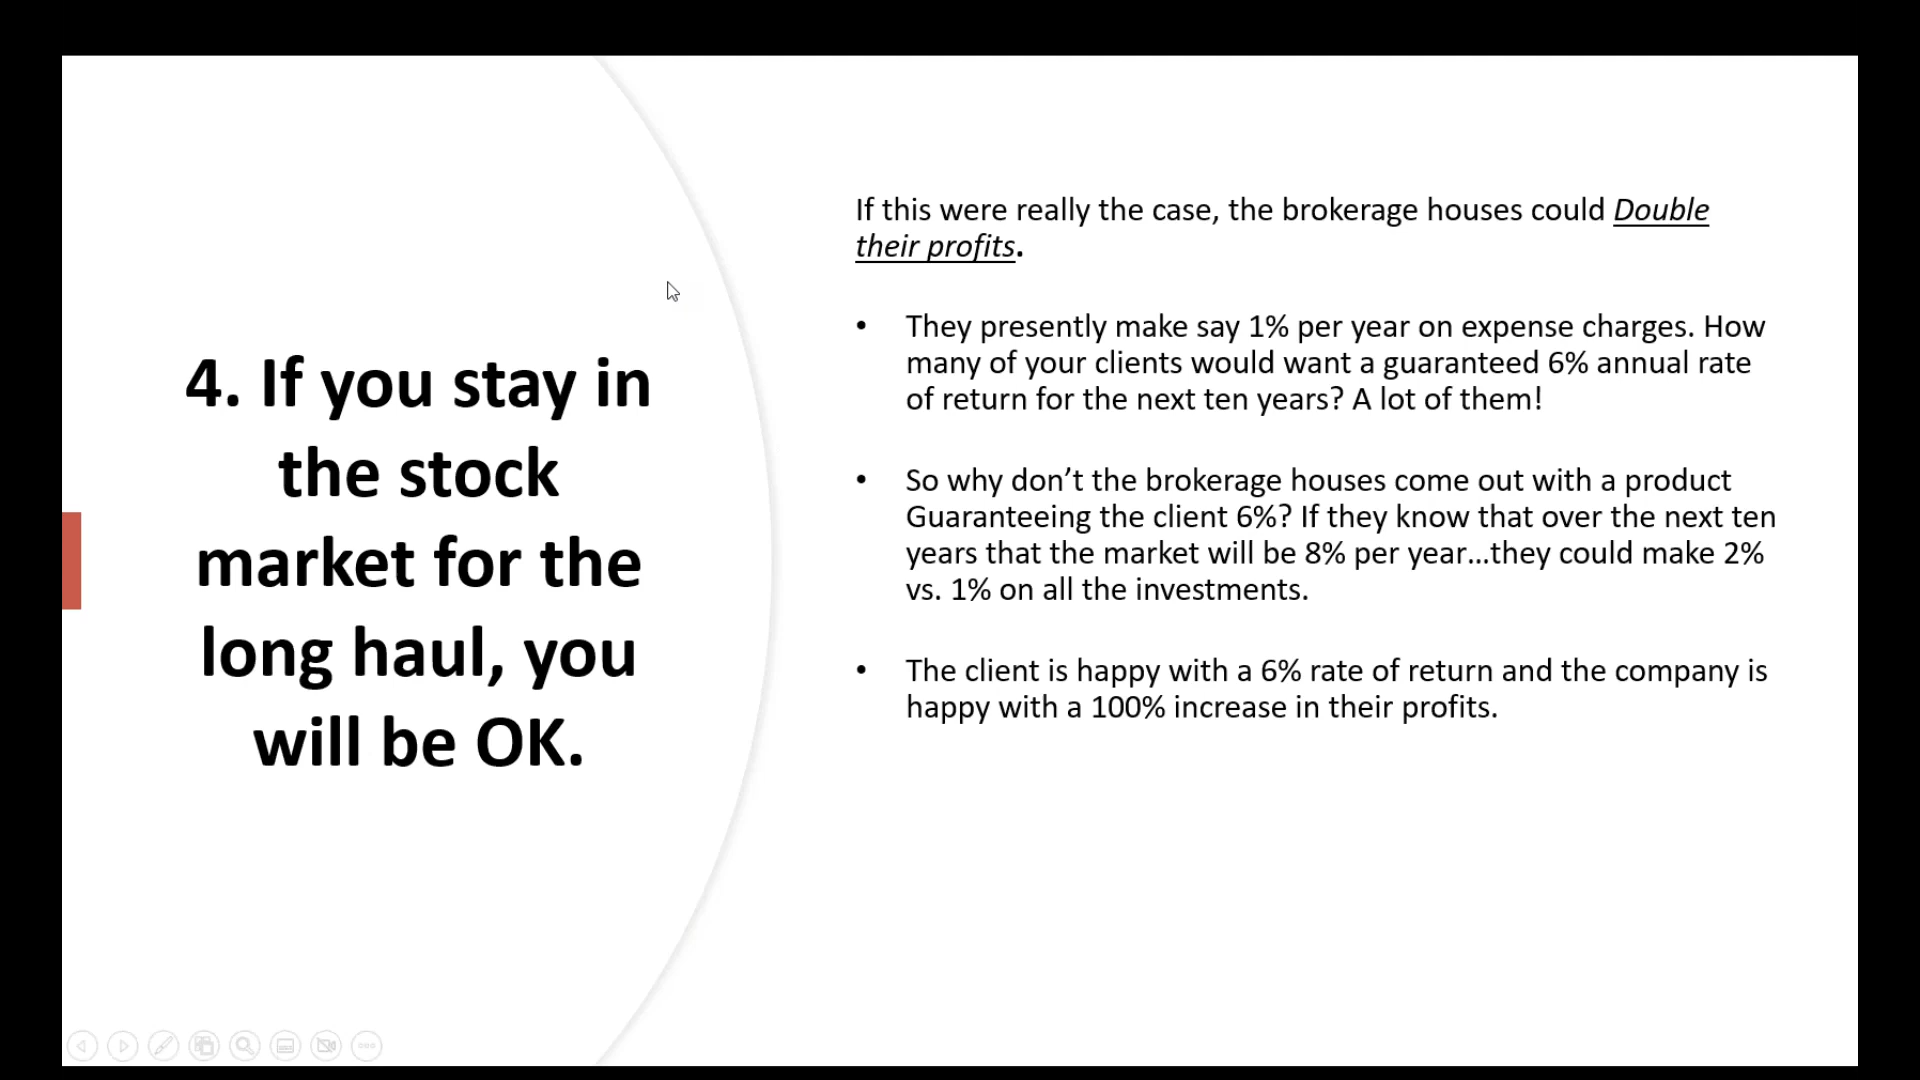 4. If you stay in
the stock
market for the
long haul, you
will be OK.
If this were really the case, the brokerage houses could Double
their profits.
• They presently make say 1% per year on expense charges. How
many of your clients would want a guaranteed 6% annual rate
of return for the next ten years? A lot of them!
• So why don’t the brokerage houses come out with a product
Guaranteeing the client 6%? If they know that over the next ten
years that the market will be 8% per year...they could make 2%
vs. 1% on all the investments.
• The client is happy with a 6% rate of return and the company is
happy with a 100% increase in their profits.